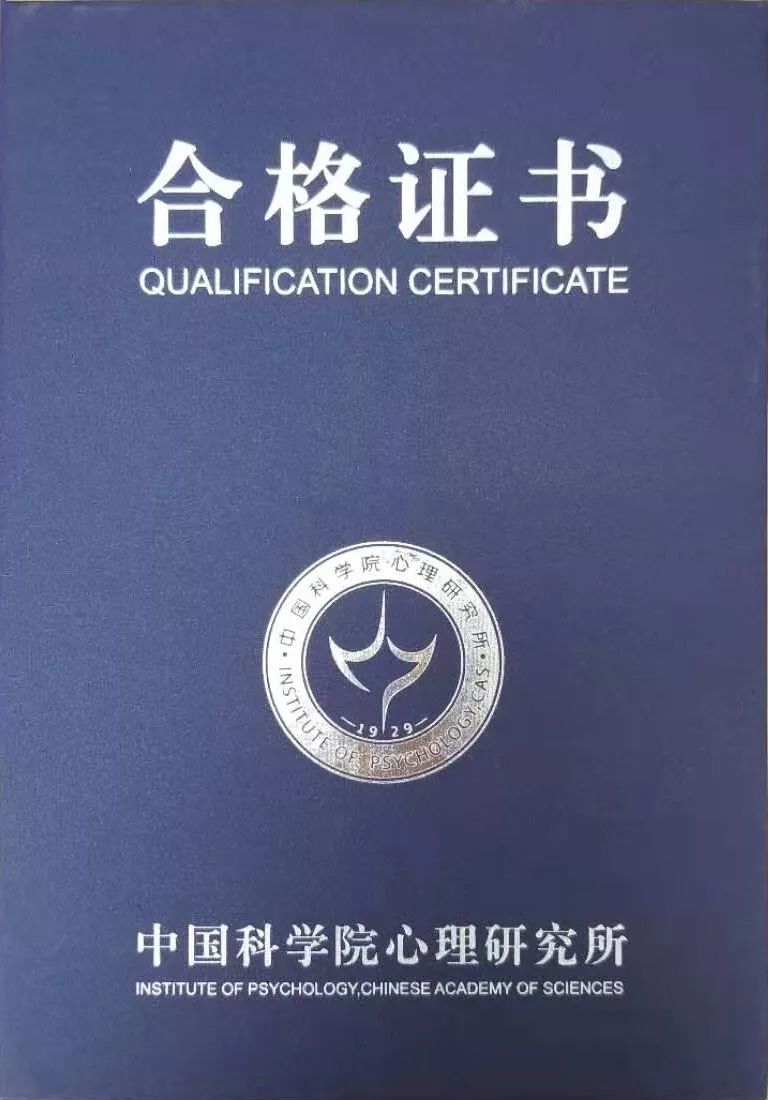 合格证书
QUALIFICATION CERTIFICATE
·中国科学院心理研究所·
INSTITUTE OF PSYCHOLOGY,CAS
1929
中国科学院心理研究所
INSTITUTE OF PSYCHOLOGY,CHINESE ACADEMY OF SCIENCES